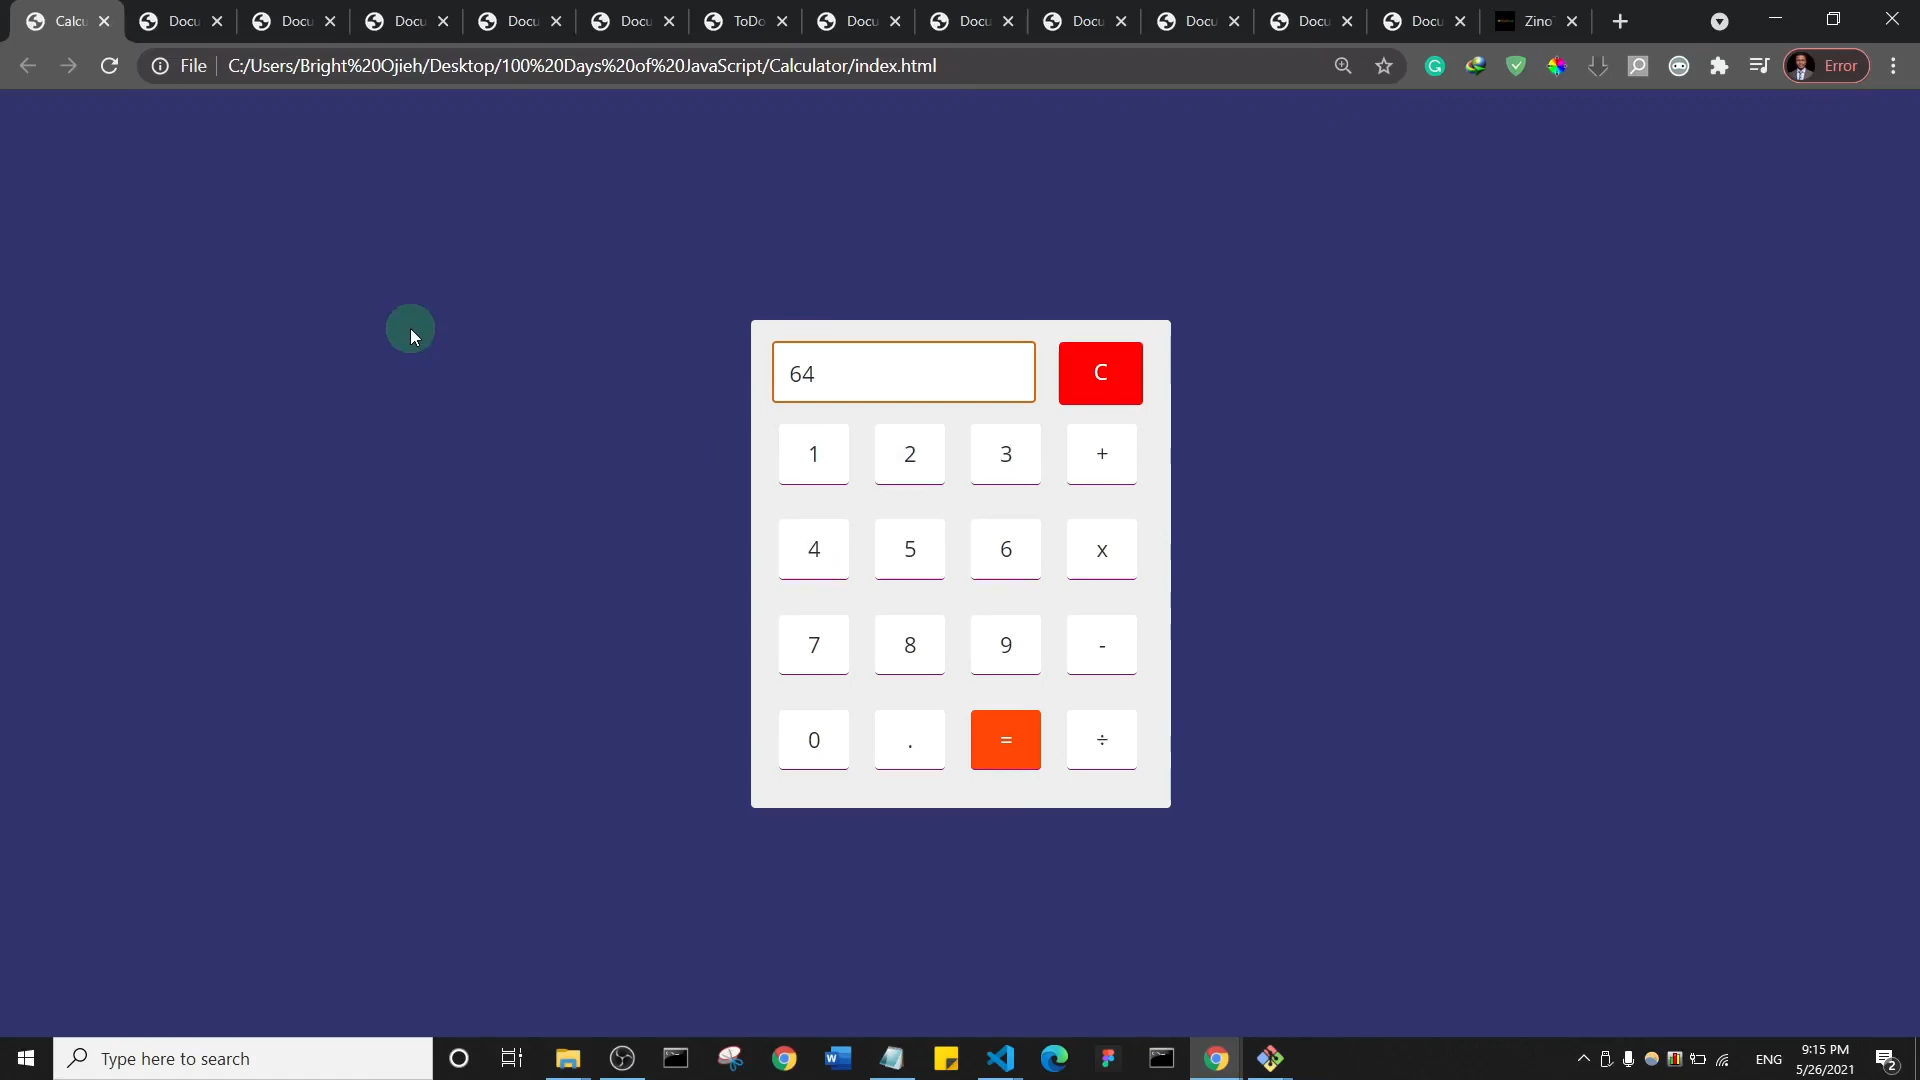 Calcu Docu Docu Docu Docu Docu ToDo Docu Docu Docu Docu Docu Docu Zino
File C:/Users/Bright%20Ojieh/Desktop/100%20Days%20of%20JavaScript/Calculator/index.html Error
64 C
1 2 3 +
4 5 6 x
7 8 9 -
0 . = ÷
Type here to search
ENG
9:15 PM
5/26/2021
2